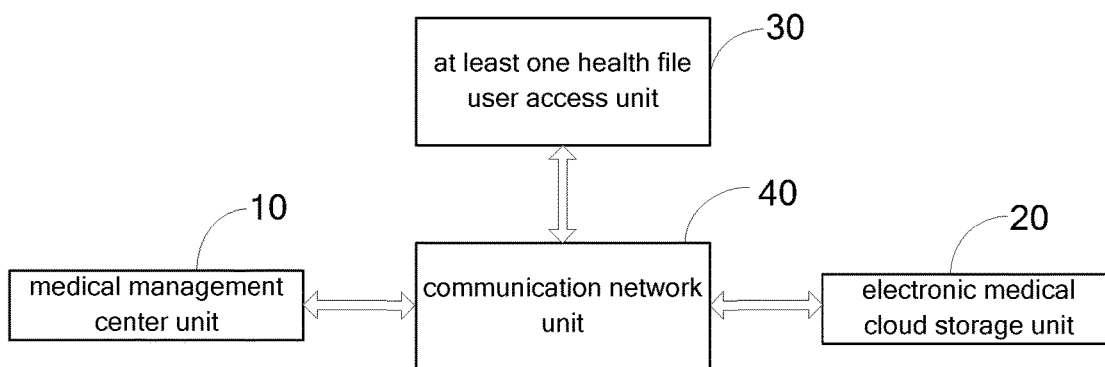 30
at least one health file
user access unit
40
10
20
medical management
center unit
communication network
unit
electronic medical
cloud storage unit